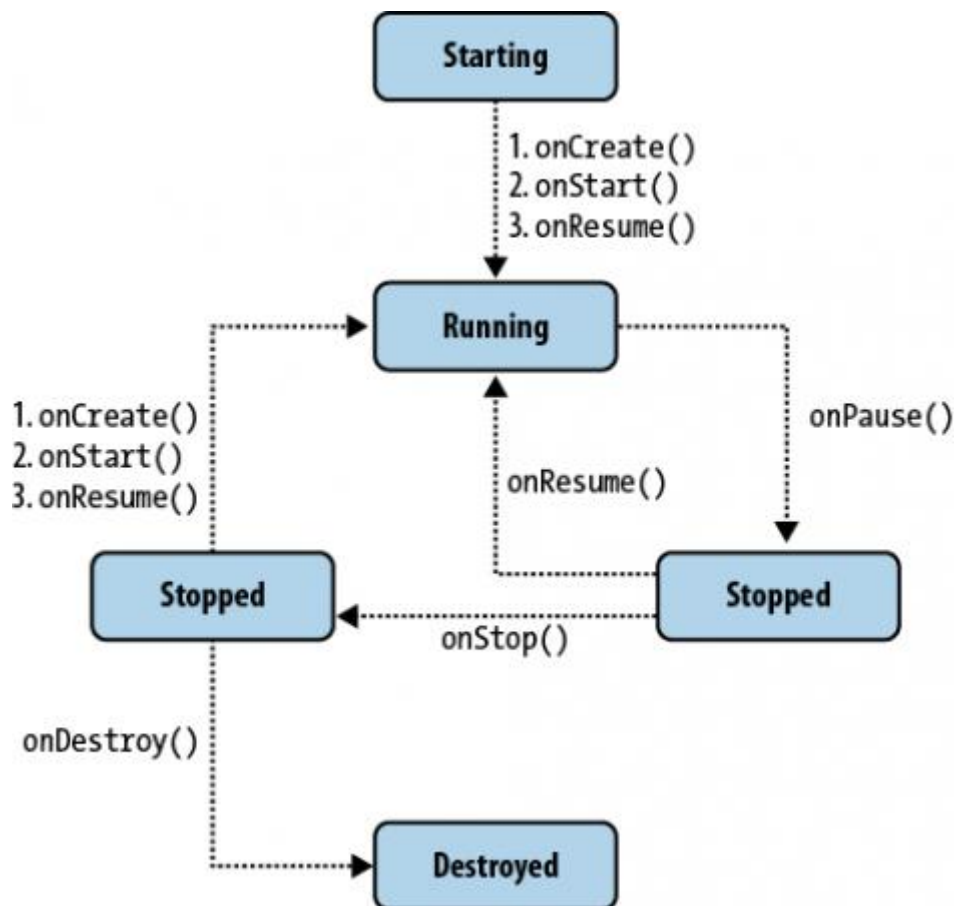 Starting
1. onCreate()
2. onStart()
3. onResume()
Running
1. onCreate()
2. onStart()
3. onResume()
onPause()
onResume()
Stopped
Stopped
onStop()
onDestroy()
Destroyed